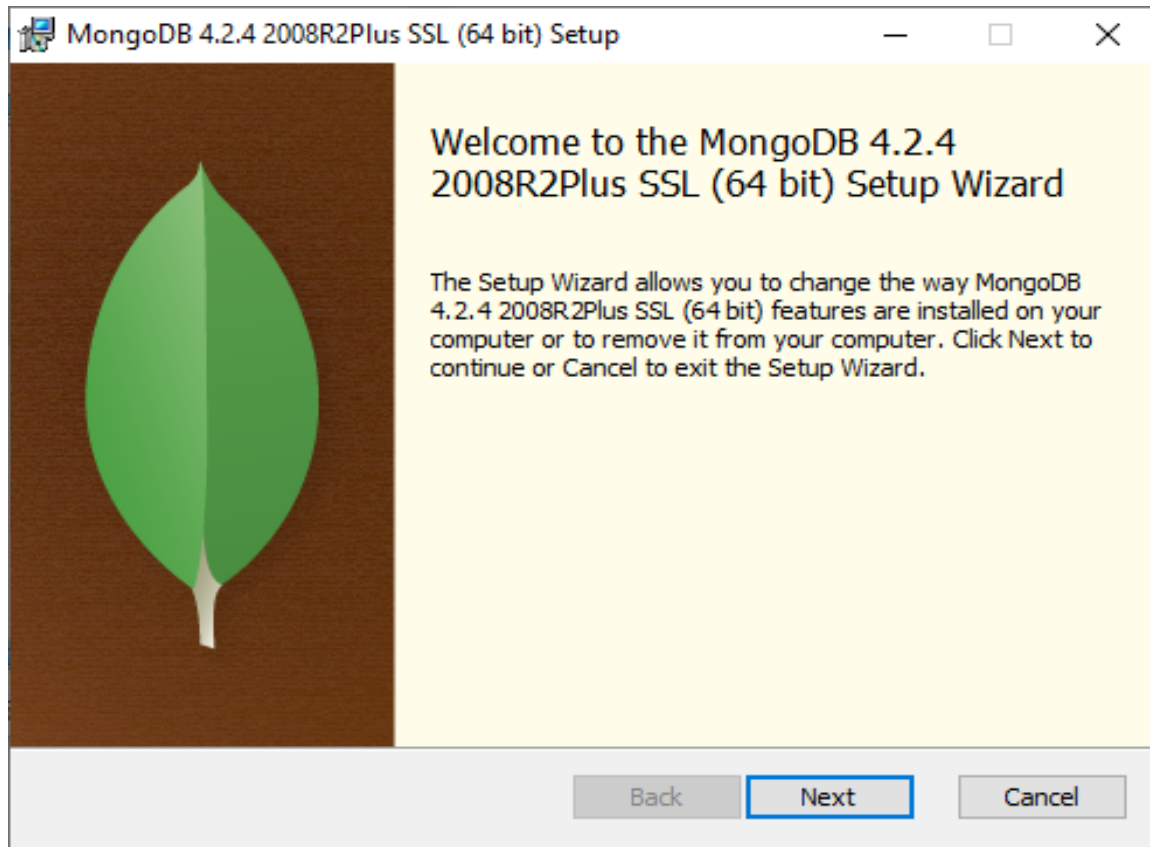 MongoDB 4.2.4 2008R2Plus SSL (64 bit) Setup
Welcome to the MongoDB 4.2.4
2008R2Plus SSL (64 bit) Setup Wizard
The Setup Wizard allows you to change the way MongoDB
4.2.4 2008R2Plus SSL (64 bit) features are installed on your
computer or to remove it from your computer. Click Next to
continue or Cancel to exit the Setup Wizard.
Back Next Cancel